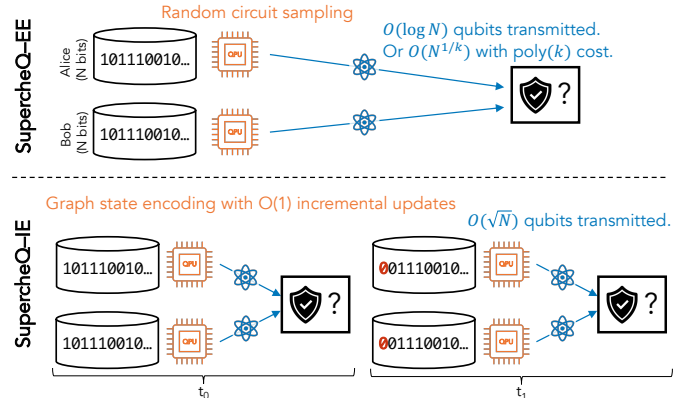 Random circuit sampling
O(log N) qubits transmitted.
Or O(N^{1/k}) with poly(k) cost.
SupercheQ–EE
Alice
(N bits)
101110010…
QPU
?
Bob
(N bits)
101110010…
QPU
Graph state encoding with O(1) incremental updates
O(√N) qubits transmitted.
SupercheQ–IE
101110010…
QPU
?
101110010…
QPU
001110010…
QPU
?
001110010…
QPU
t₀
t₁